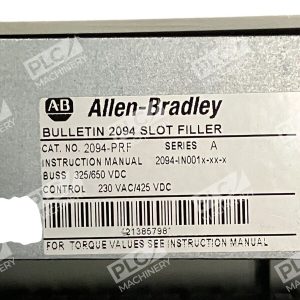 AB Allen-Bradley
BULLETIN 2094 SLOT FILLER
CAT. NO. 2094-PRF SERIES A
INSTRUCTION MANUAL 2094-IN001x-xx-x
BUSS 325/650 VDC
CONTROL 230 VAC/425 VDC
FOR TORQUE VALUES SEE INSTRUCTION MANUAL
PLC
MACHINERY